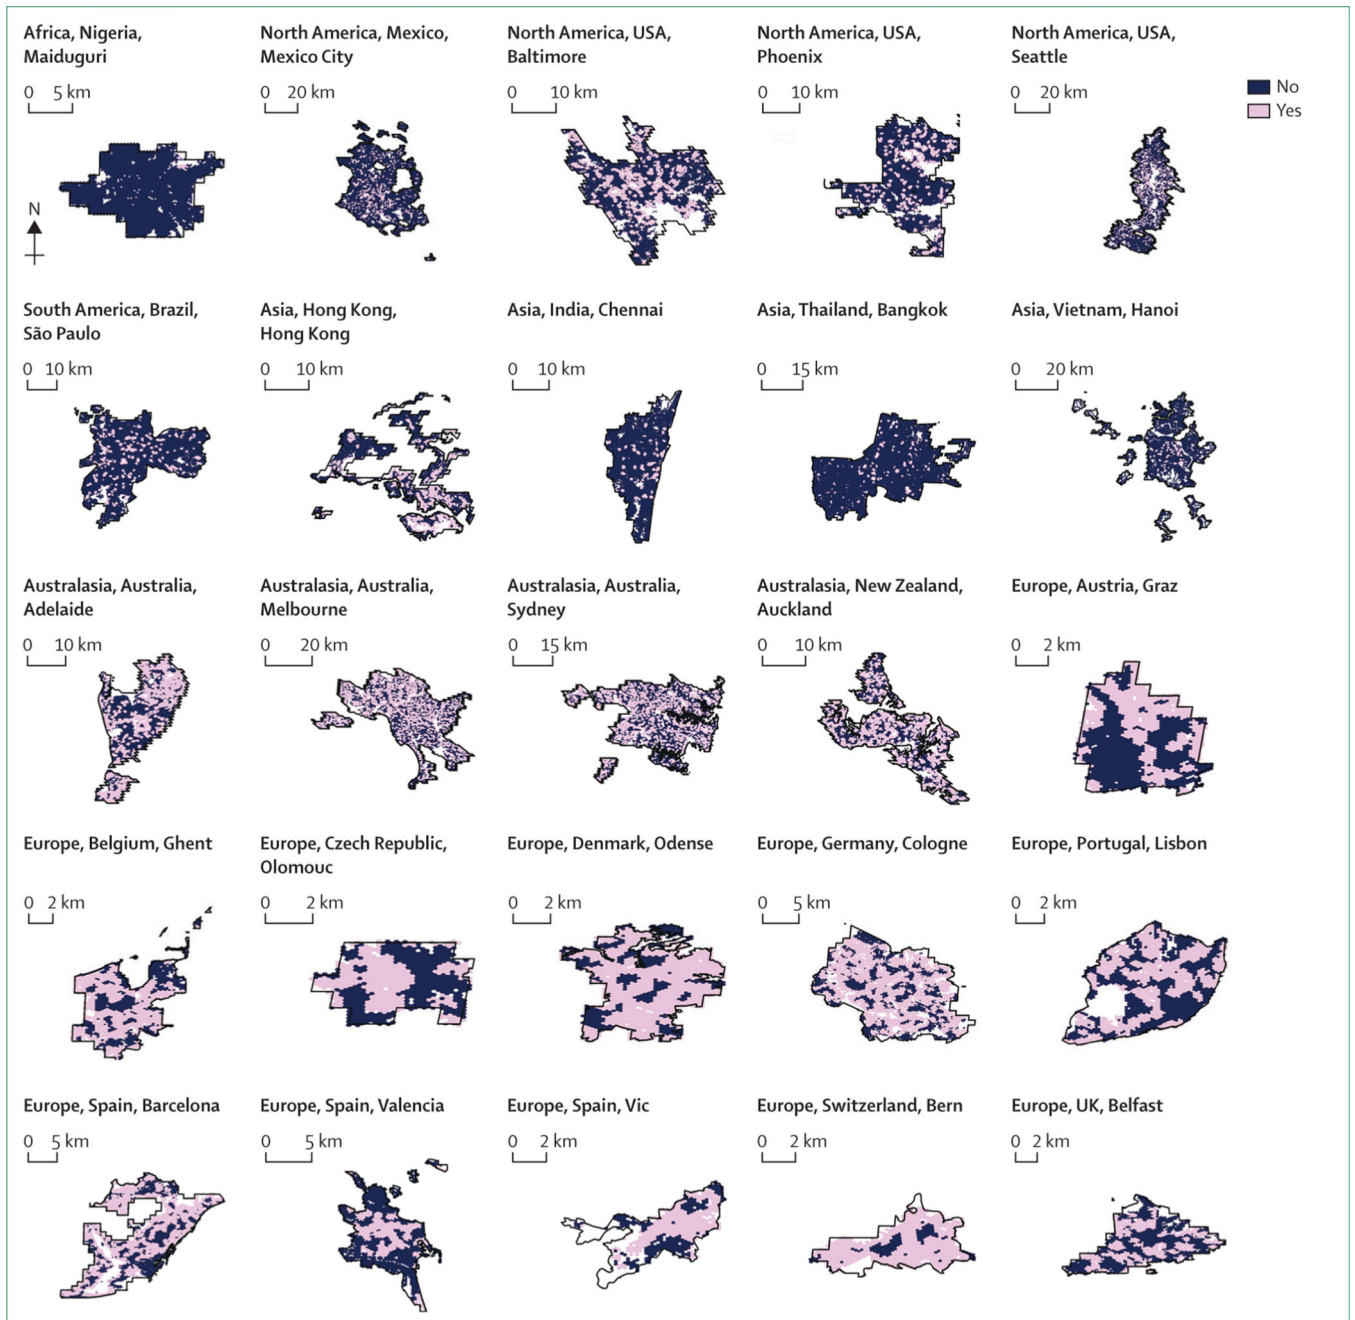 Africa, Nigeria,
Maiduguri
0 5 km
N
North America, Mexico,
Mexico City
0 20 km
North America, USA,
Baltimore
0 10 km
North America, USA,
Phoenix
0 10 km
North America, USA,
Seattle
0 20 km
No
Yes
South America, Brazil,
São Paulo
0 10 km
Asia, Hong Kong,
Hong Kong
0 10 km
Asia, India, Chennai
0 10 km
Asia, Thailand, Bangkok
0 15 km
Asia, Vietnam, Hanoi
0 20 km
Australasia, Australia,
Adelaide
0 10 km
Australasia, Australia,
Melbourne
0 20 km
Australasia, Australia,
Sydney
0 15 km
Australasia, New Zealand,
Auckland
0 10 km
Europe, Austria, Graz
0 2 km
Europe, Belgium, Ghent
0 2 km
Europe, Czech Republic,
Olomouc
0 2 km
Europe, Denmark, Odense
0 2 km
Europe, Germany, Cologne
0 5 km
Europe, Portugal, Lisbon
0 2 km
Europe, Spain, Barcelona
0 5 km
Europe, Spain, Valencia
0 5 km
Europe, Spain, Vic
0 2 km
Europe, Switzerland, Bern
0 2 km
Europe, UK, Belfast
0 2 km